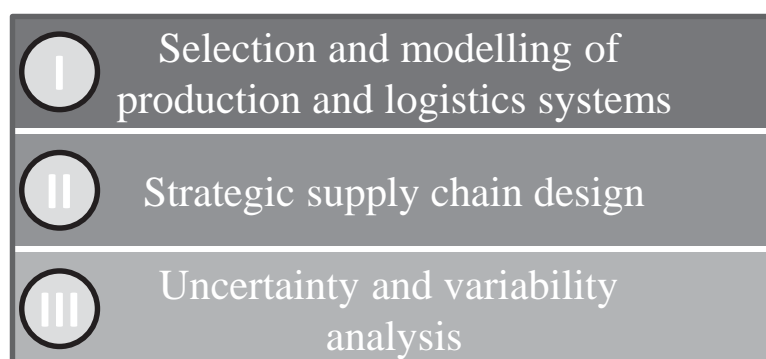 I
Selection and modelling of
production and logistics systems
II
Strategic supply chain design
III
Uncertainty and variability
analysis